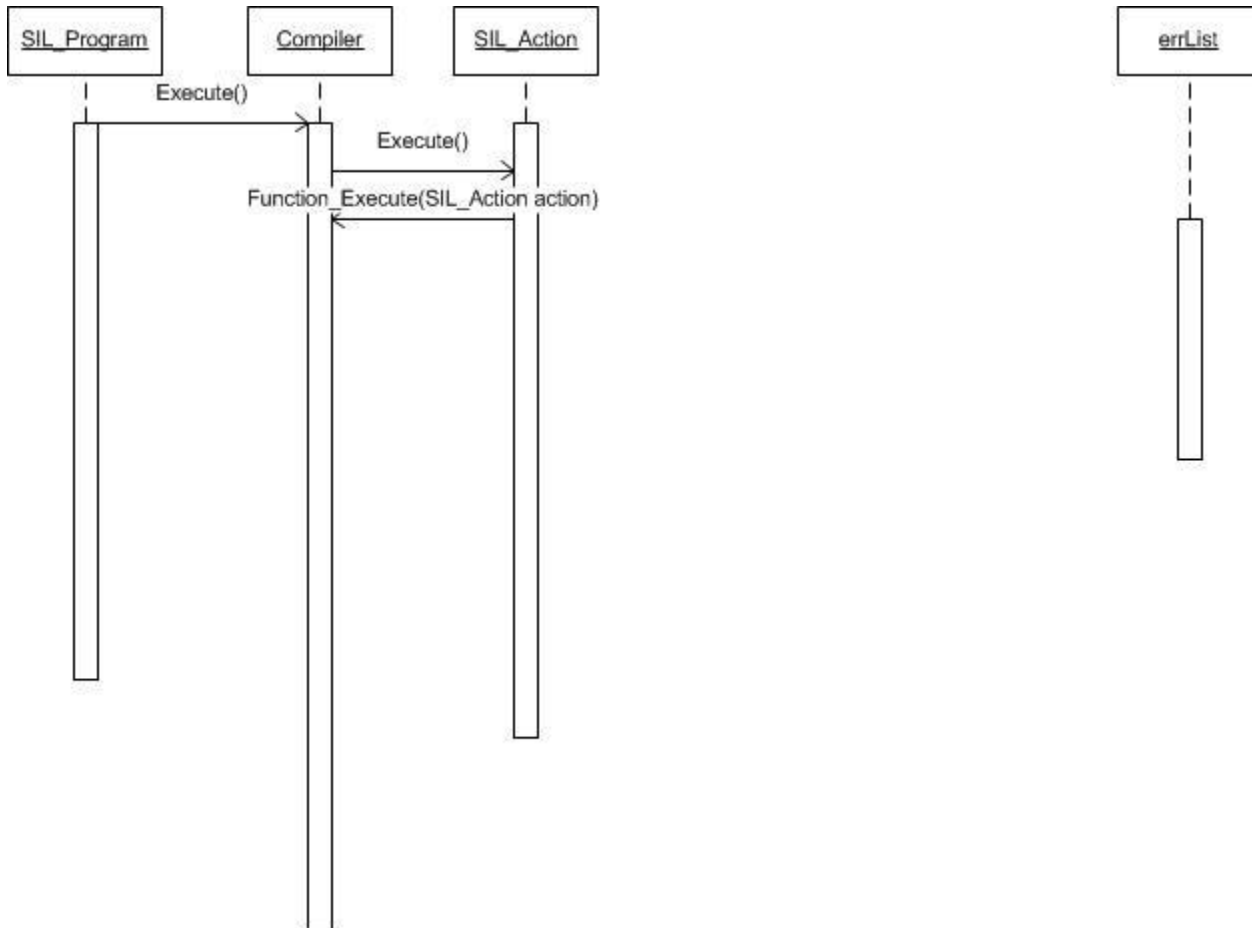 SIL_Program
Compiler
SIL_Action
errList
Execute()
Execute()
Function_Execute(SIL_Action action)